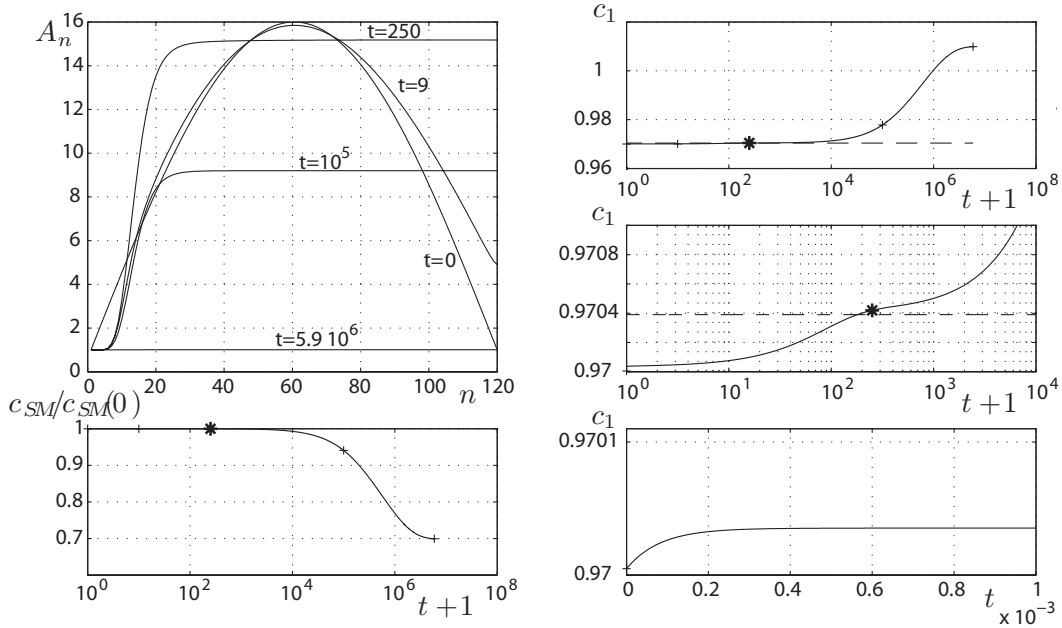 A_n
16
14
12
10
8
6
4
2
1
0 20 40 60 80 100 120
n
t=250
t=9
t=10^5
t=0
t=5.9 10^6
c_SM/c_SM(0)
1
0.9
0.8
0.7
10^0 10^2 10^4 10^6 10^8
t + 1
c_1
1
0.98
0.96
10^0 10^2 10^4 10^6 10^8
t + 1
c_1
0.9708
0.9704
0.97
10^0 10^1 10^2 10^3 10^4
t + 1
c_1
0.9701
0.97
0 0.2 0.4 0.6 0.8 1
t
x 10^-3